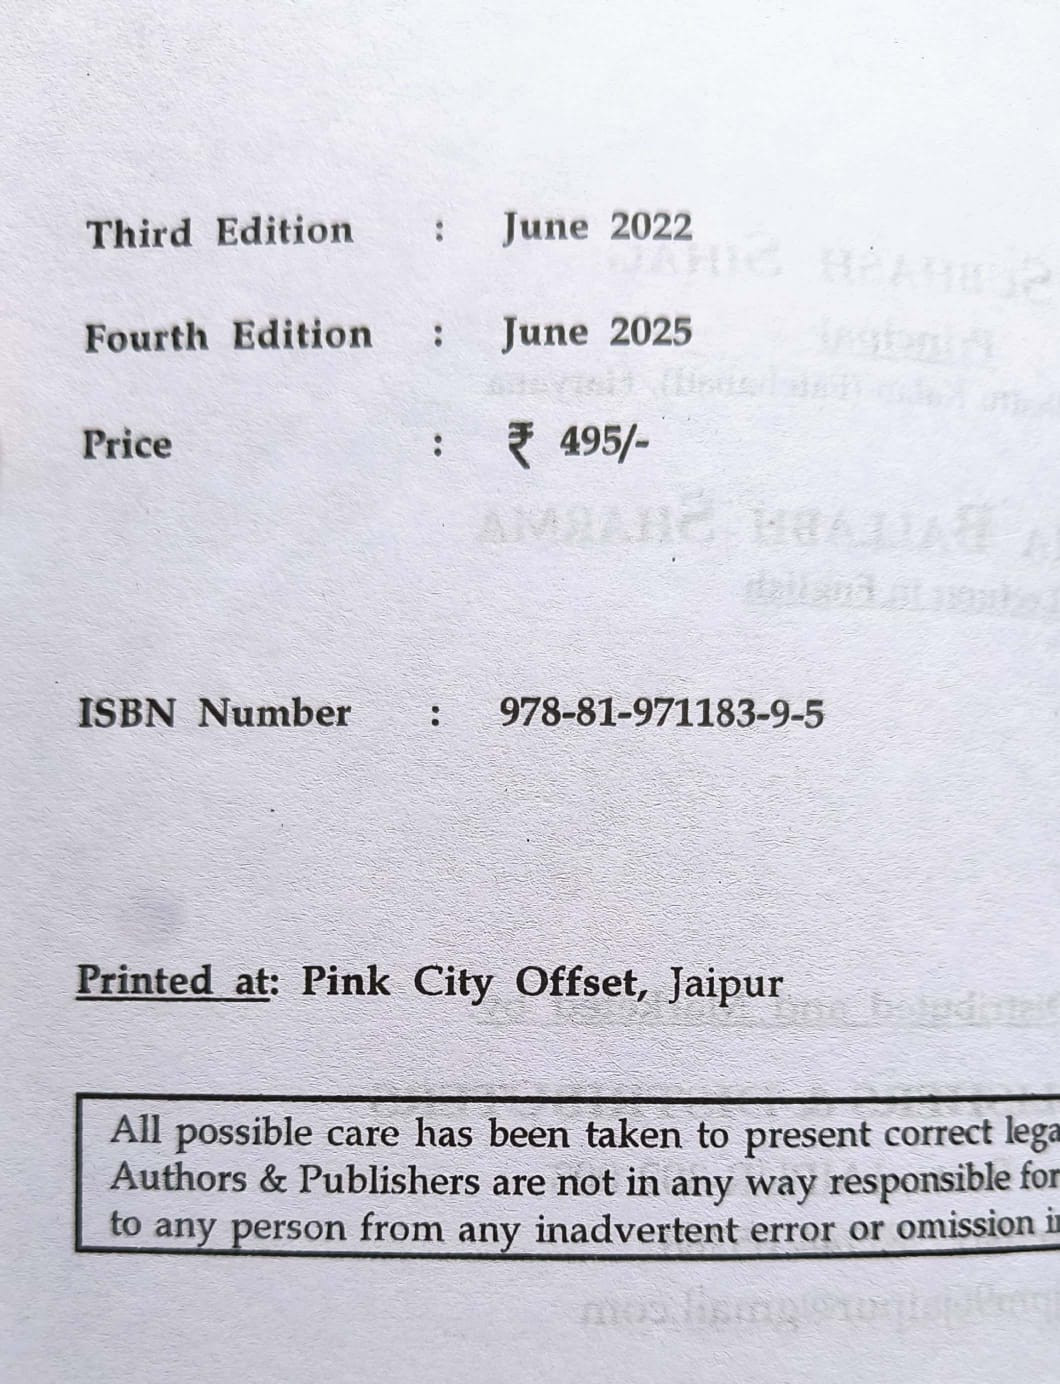 Third Edition : June 2022
Fourth Edition : June 2025
Price : ₹ 495/-
ISBN Number : 978-81-971183-9-5
Printed at: Pink City Offset, Jaipur
All possible care has been taken to present correct
Authors & Publishers are not in any way responsible for
to any person from any inadvertent error or omission